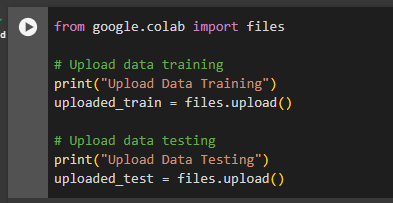 d
from google.colab import files
# Upload data training
print("Upload Data Training")
uploaded_train = files.upload()
# Upload data testing
print("Upload Data Testing")
uploaded_test = files.upload()